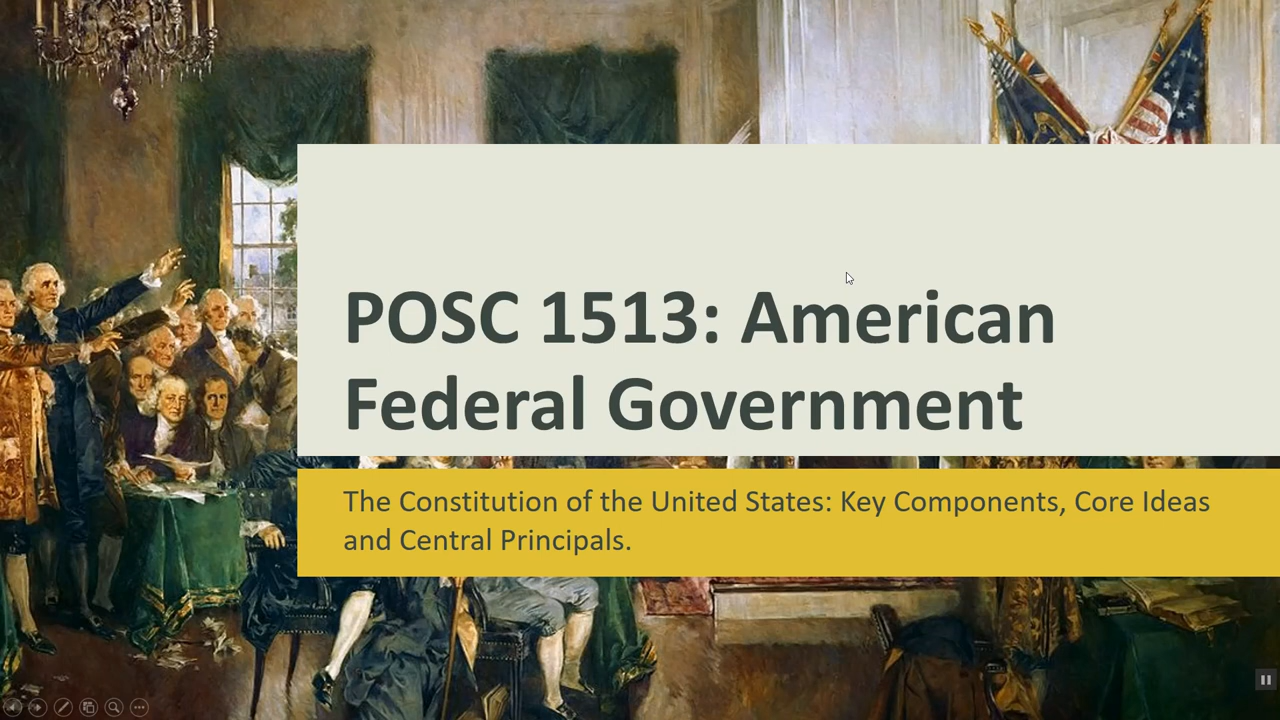 POSC 1513: American
Federal Government
The Constitution of the United States: Key Components, Core Ideas
and Central Principals.